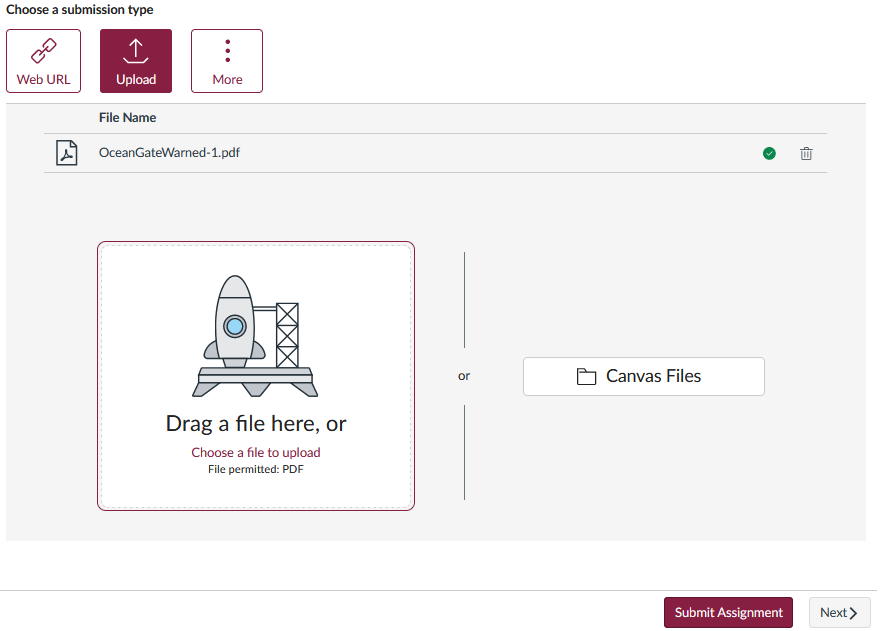 Choose a submission type
Web URL
Upload
More
File Name
OceanGateWarned-1.pdf
Drag a file here, or
Choose a file to upload
File permitted: PDF
or
Canvas Files
Submit Assignment
Next